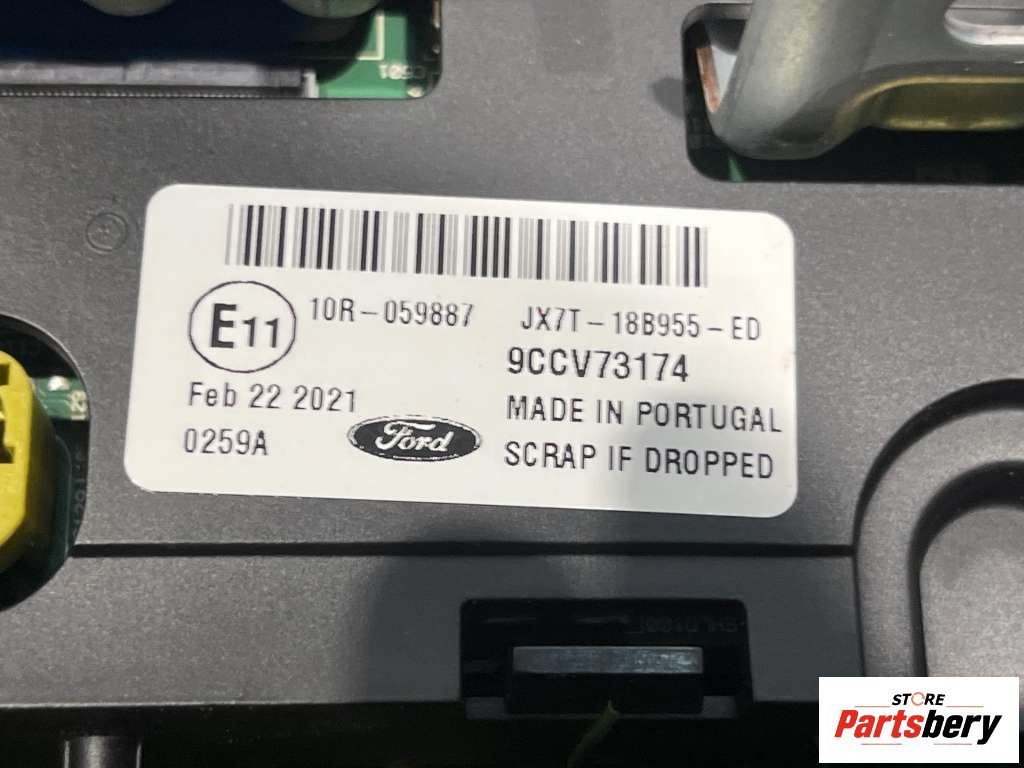 C601
E11
10R-059887 JX7T-18B955-ED
9CCV73174
Feb 22 2021
MADE IN PORTUGAL
0259A
Ford
SCRAP IF DROPPED
STORE
Partsbery